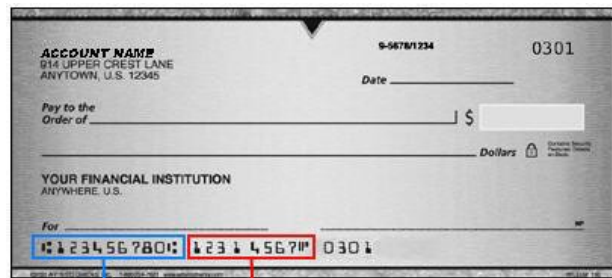 ACCOUNT NAME
914 UPPER CREST LANE
ANYTOWN, U.S. 12345
9-5678/1234
0301
Date
Pay to the
Order of
$
Dollars
YOUR FINANCIAL INSTITUTION
ANYWHERE, U.S.
For
MP
⑆123456780⑆ 1231 4567⑈ 0301